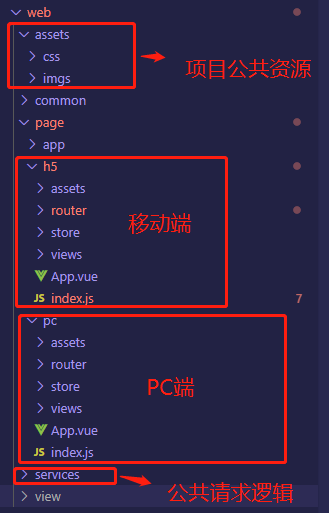 web
assets
css
imgs
项目公共资源
common
page
app
h5
assets
router
移动端
store
views
App.vue
JS index.js 7
pc
assets
router
PC端
store
views
App.vue
JS index.js
services
公共请求逻辑
view